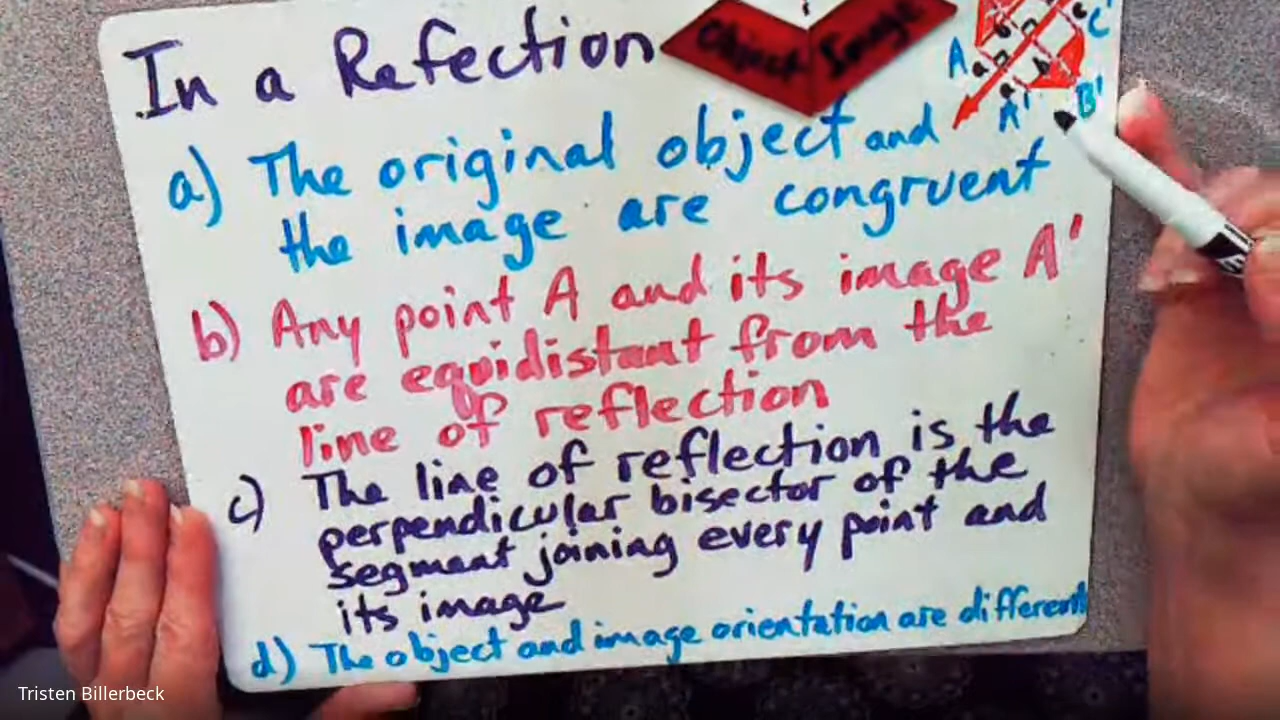 In a Refection
Object Image
A A' B' C'
a) The original object and
the image are congruent
b) Any point A and its image A'
are equidistant from the
line of reflection
c) The line of reflection is the
perpendicular bisector of the
segment joining every point and
its image
d) The object and image orientation are different
Tristen Billerbeck